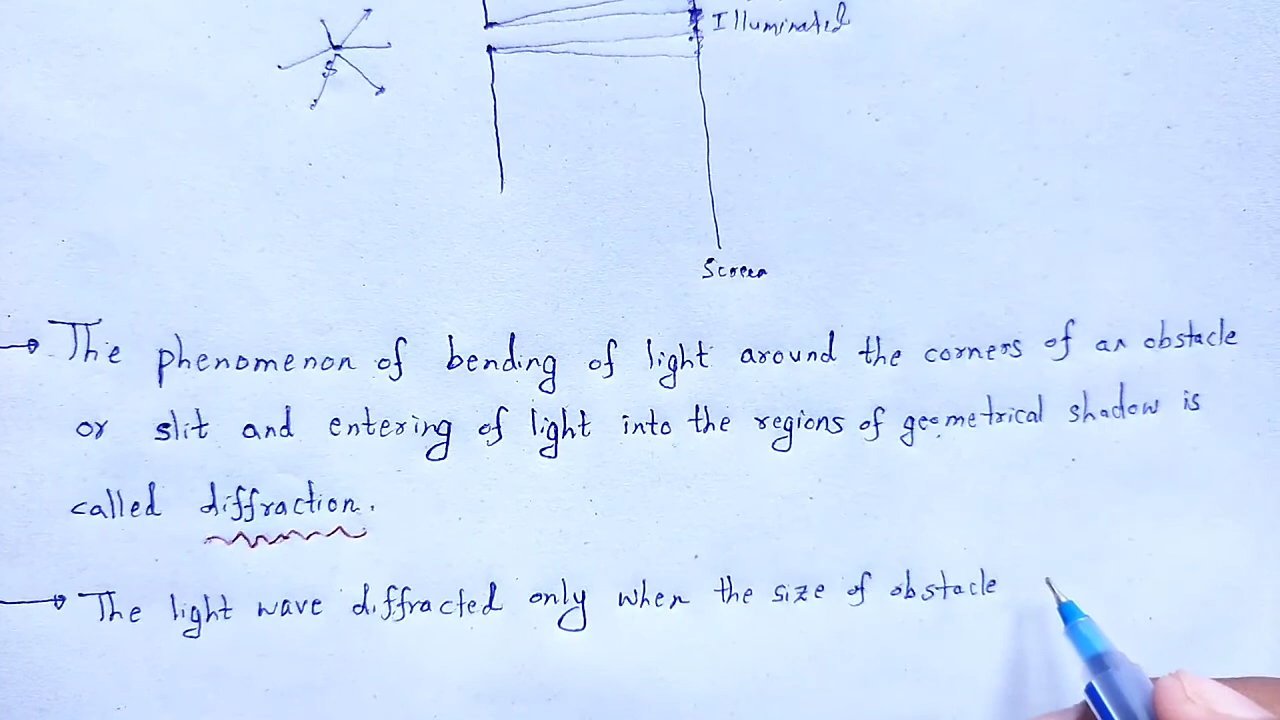 S
Illuminated
Screen
The phenomenon of bending of light around the corners of an obstacle
or slit and entering of light into the regions of geometrical shadow is
called diffraction.
The light wave diffracted only when the size of obstacle